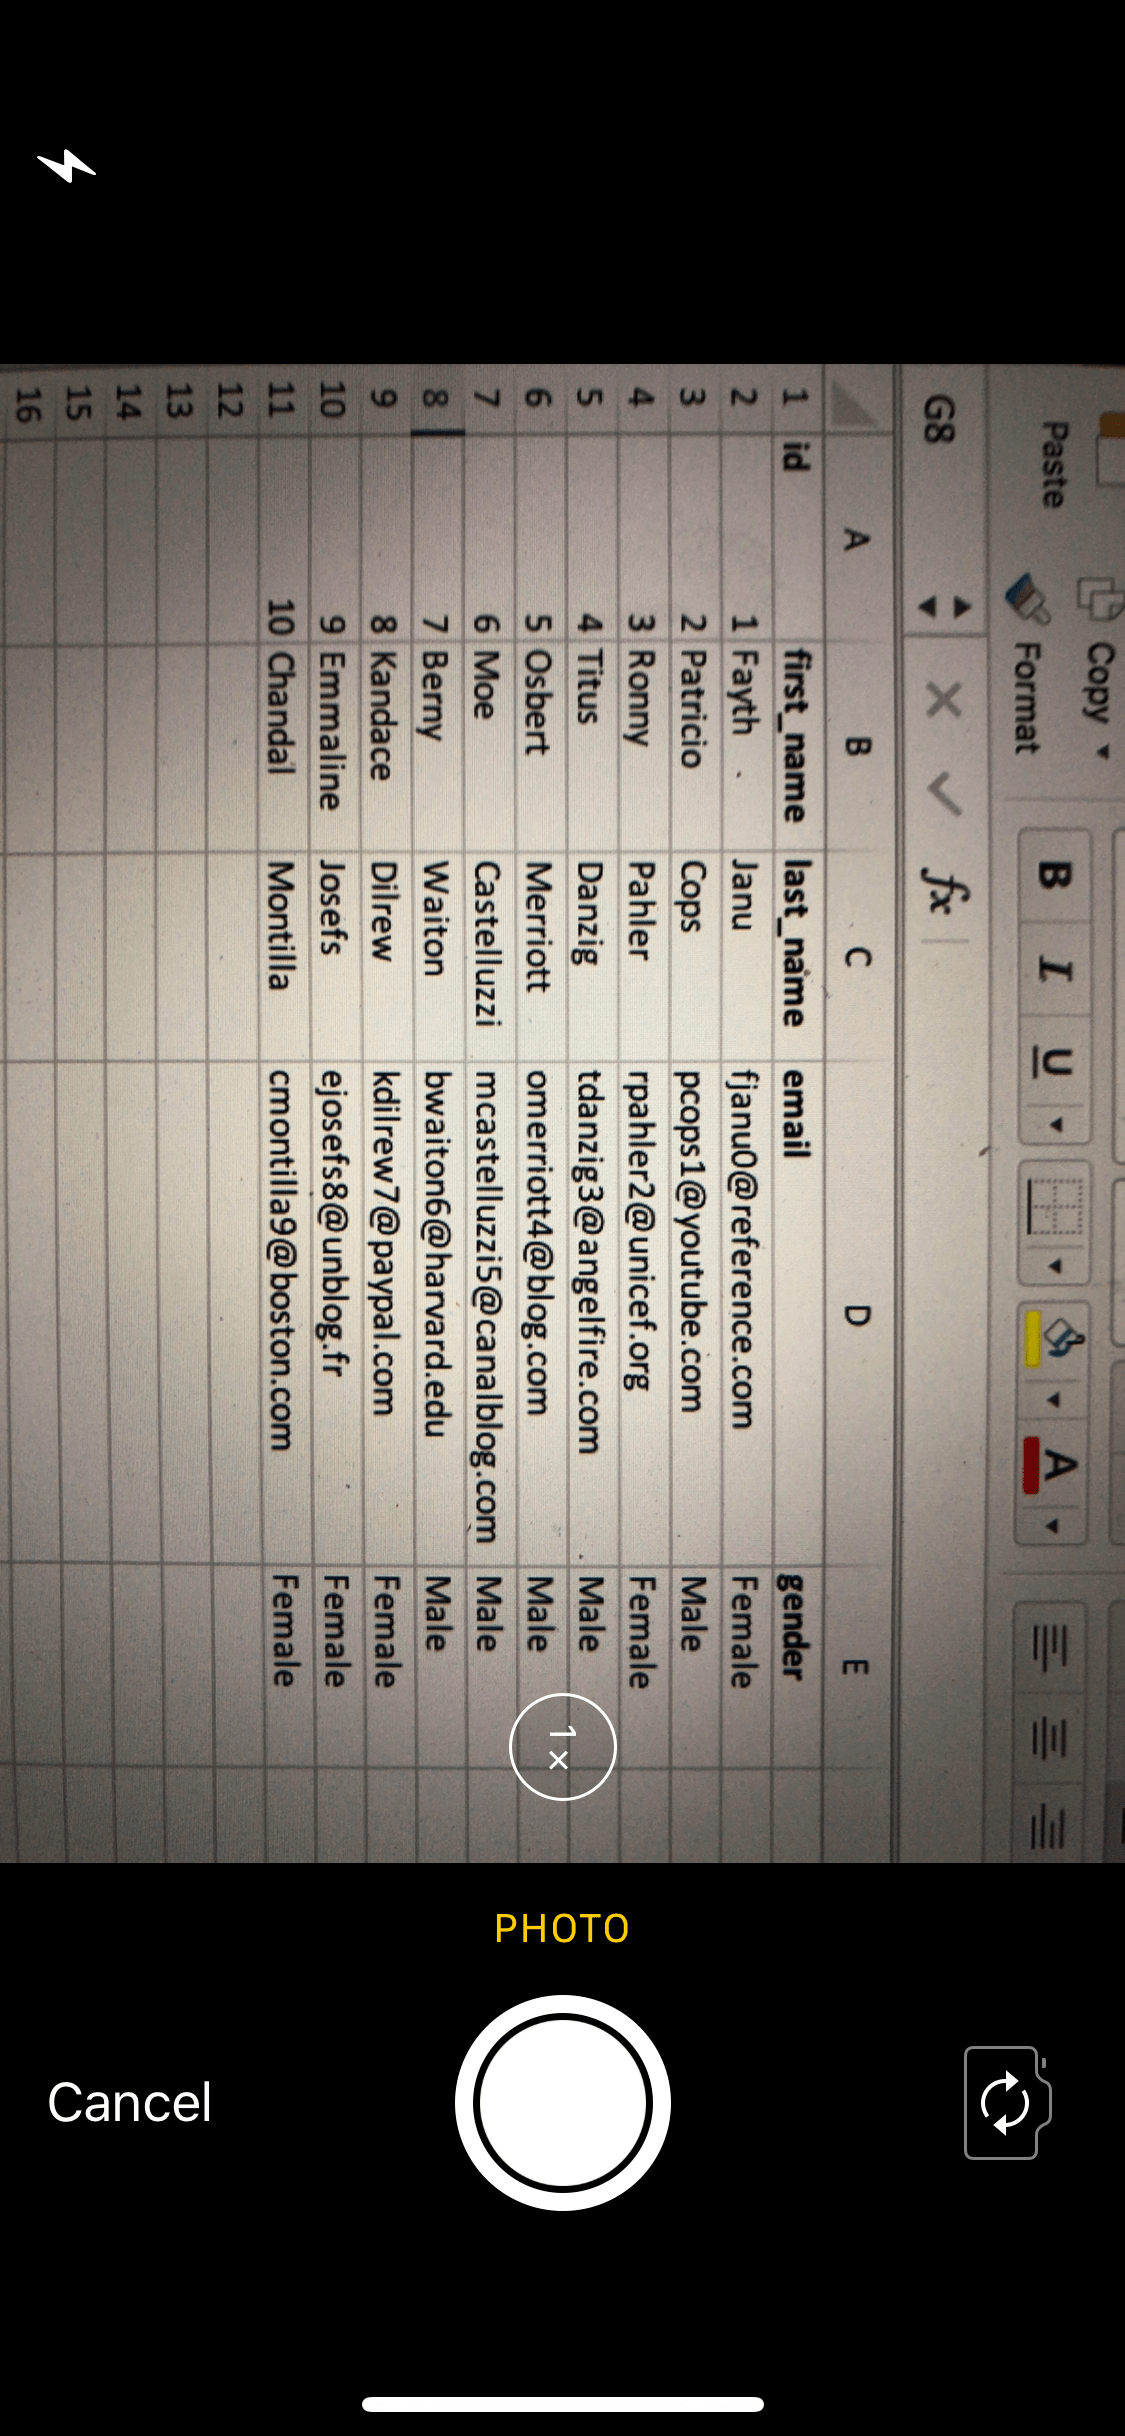 Copy
Paste
Format
B I U A
G8 fx
A B C D E
1 id first_name last_name email gender
2 1 Fayth Janu fjanu0@reference.com Female
3 2 Patricio Cops pcops1@youtube.com Male
4 3 Ronny Pahler rpahler2@unicef.org Female
5 4 Titus Danzig tdanzig3@angelfire.com Male
6 5 Osbert Merriott omerriott4@blog.com Male
7 6 Moe Castelluzzi mcastelluzzi5@canalblog.com Male
8 7 Berny Waiton bwaiton6@harvard.edu Male
9 8 Kandace Dilrew kdilrew7@paypal.com Female
10 9 Emmaline Josefs ejosefs8@unblog.fr Female
11 10 Chandal Montilla cmontilla9@boston.com Female
12
13
14
15
16
1×
PHOTO
Cancel